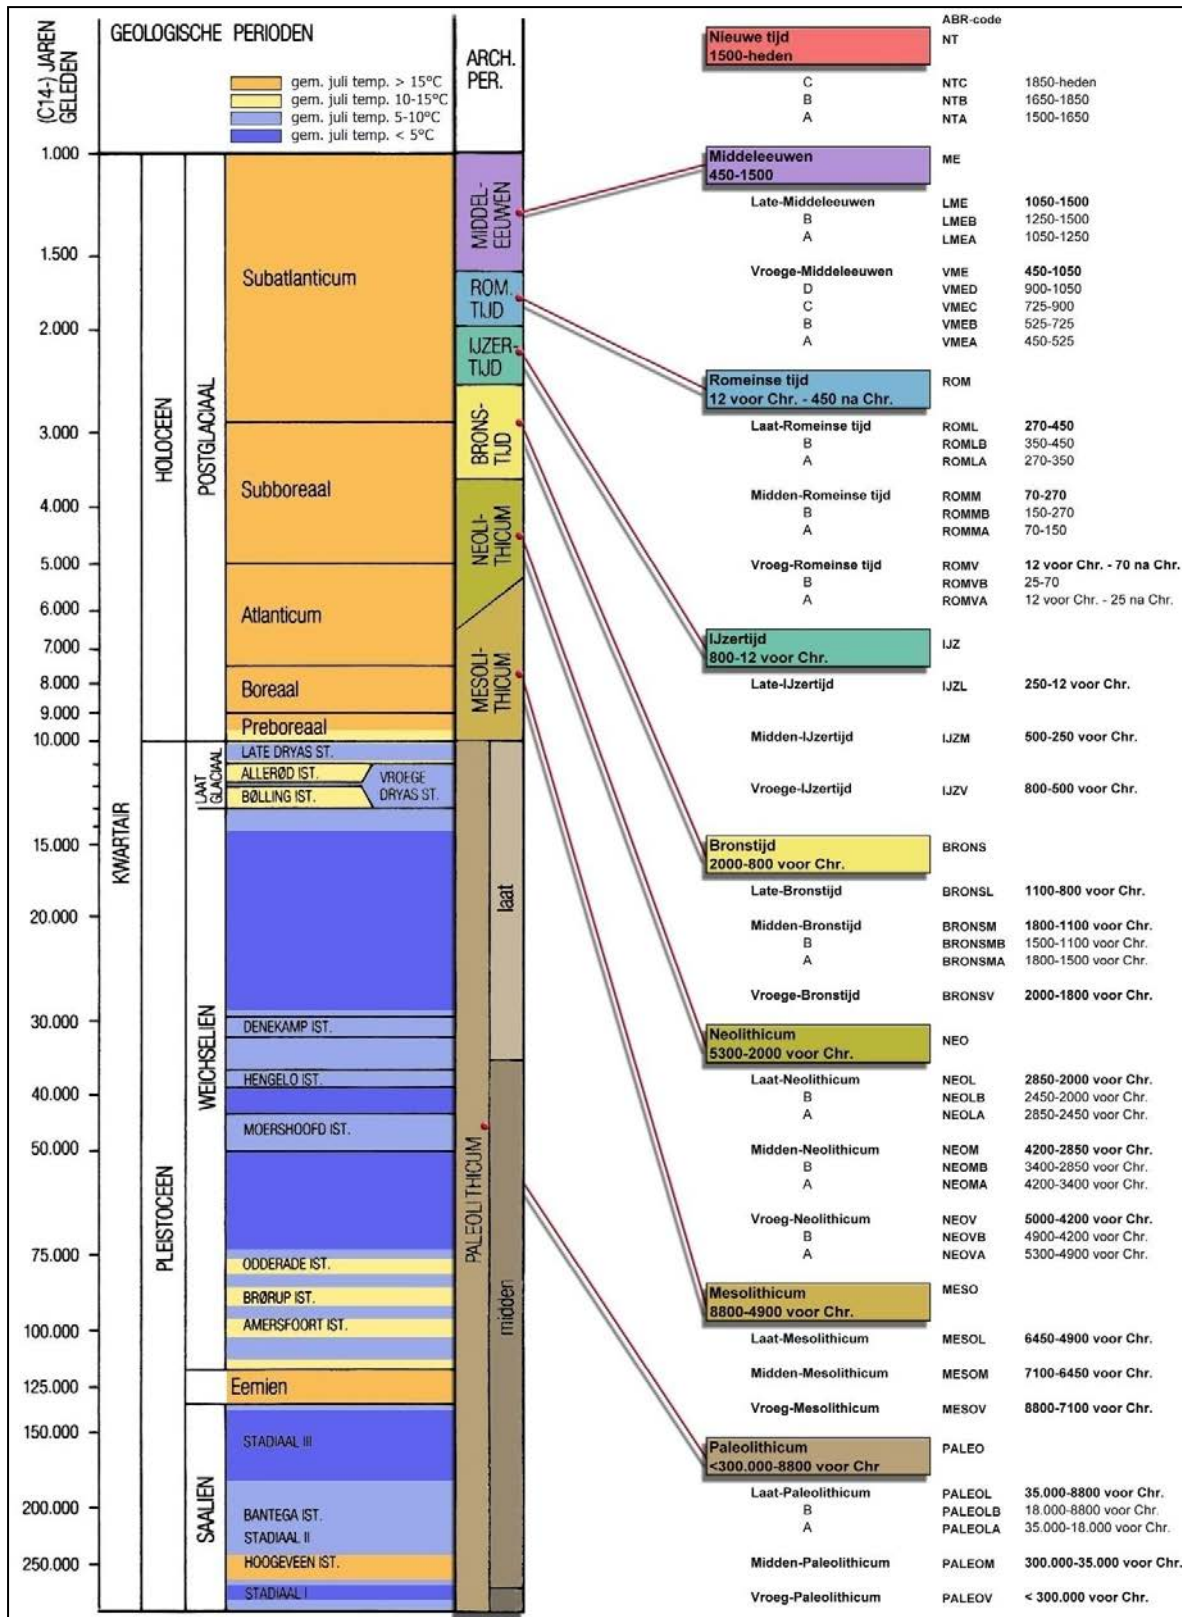 (C14-) JAREN GELEDEN
GEOLOGISCHE PERIODEN
gem. juli temp. > 15°C
gem. juli temp. 10-15°C
gem. juli temp. 5-10°C
gem. juli temp. < 5°C
ARCH.
PER.
1.000
1.500
2.000
3.000
4.000
5.000
6.000
7.000
8.000
9.000
10.000
15.000
20.000
30.000
40.000
50.000
75.000
100.000
125.000
150.000
200.000
250.000
KWARTAIR
HOLOCEEN
PLEISTOCEEN
POSTGLACIAAL
LAAT
GLACIAAL
WEICHSELIEN
SAALIEN
Subatlanticum
Subboreaal
Atlanticum
Boreaal
Preboreaal
LATE DRYAS ST.
ALLERØD IST.
VROEGE
DRYAS ST.
BØLLING IST.
DENEKAMP IST.
HENGELO IST.
MOERSHOOFD IST.
ODDERADE IST.
BRØRUP IST.
AMERSFOORT IST.
Eemien
STADIAAL III
BANTEGA IST.
STADIAAL II
HOOGEVEEN IST.
STADIAAL I
MIDDEL-
EEUWEN
ROM.
TIJD
IJZER-
TIJD
BRONS-
TIJD
NEOLI-
THICUM
MESOLI-
THICUM
PALEOLITHICUM
laat
midden
ABR-code
Nieuwe tijd NT
1500-heden
C NTC 1850-heden
B NTB 1650-1850
A NTA 1500-1650
Middeleeuwen ME
450-1500
Late-Middeleeuwen LME 1050-1500
B LMEB 1250-1500
A LMEA 1050-1250
Vroege-Middeleeuwen VME 450-1050
D VMED 900-1050
C VMEC 725-900
B VMEB 525-725
A VMEA 450-525
Romeinse tijd ROM
12 voor Chr. - 450 na Chr.
Laat-Romeinse tijd ROML 270-450
B ROMLB 350-450
A ROMLA 270-350
Midden-Romeinse tijd ROMM 70-270
B ROMMB 150-270
A ROMMA 70-150
Vroeg-Romeinse tijd ROMV 12 voor Chr. - 70 na Chr.
B ROMVB 25-70
A ROMVA 12 voor Chr. - 25 na Chr.
IJzertijd IJZ
800-12 voor Chr.
Late-IJzertijd IJZL 250-12 voor Chr.
Midden-IJzertijd IJZM 500-250 voor Chr.
Vroege-IJzertijd IJZV 800-500 voor Chr.
Bronstijd BRONS
2000-800 voor Chr.
Late-Bronstijd BRONSL 1100-800 voor Chr.
Midden-Bronstijd BRONSM 1800-1100 voor Chr.
B BRONSMB 1500-1100 voor Chr.
A BRONSMA 1800-1500 voor Chr.
Vroege-Bronstijd BRONSV 2000-1800 voor Chr.
Neolithicum NEO
5300-2000 voor Chr.
Laat-Neolithicum NEOL 2850-2000 voor Chr.
B NEOLB 2450-2000 voor Chr.
A NEOLA 2850-2450 voor Chr.
Midden-Neolithicum NEOM 4200-2850 voor Chr.
B NEOMB 3400-2850 voor Chr.
A NEOMA 4200-3400 voor Chr.
Vroeg-Neolithicum NEOV 5000-4200 voor Chr.
B NEOVB 4900-4200 voor Chr.
A NEOVA 5300-4900 voor Chr.
Mesolithicum MESO
8800-4900 voor Chr.
Laat-Mesolithicum MESOL 6450-4900 voor Chr.
Midden-Mesolithicum MESOM 7100-6450 voor Chr.
Vroeg-Mesolithicum MESOV 8800-7100 voor Chr.
Paleolithicum PALEO
<300.000-8800 voor Chr
Laat-Paleolithicum PALEOL 35.000-8800 voor Chr.
B PALEOLB 18.000-8800 voor Chr.
A PALEOLA 35.000-18.000 voor Chr.
Midden-Paleolithicum PALEOM 300.000-35.000 voor Chr.
Vroeg-Paleolithicum PALEOV < 300.000 voor Chr.